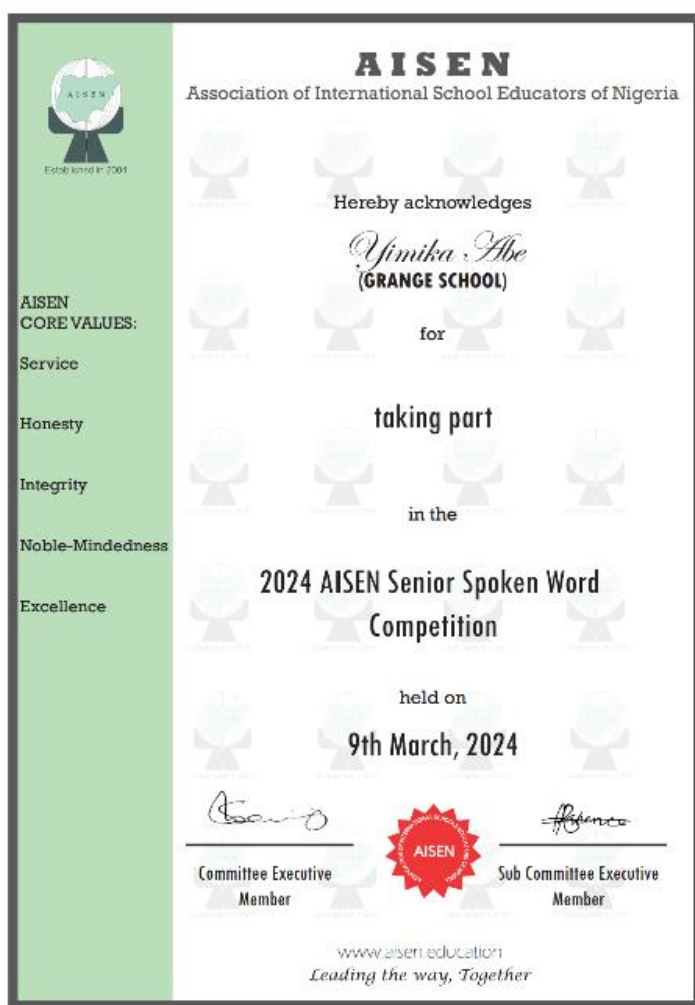 AISEN
Established in 2004
AISEN
CORE VALUES:
Service
Honesty
Integrity
Noble-Mindedness
Excellence
AISEN
Association of International School Educators of Nigeria
Hereby acknowledges
Yimika Abe
(GRANGE SCHOOL)
for
taking part
in the
2024 AISEN Senior Spoken Word
Competition
held on
9th March, 2024
Committee Executive
Member
AISEN
Sub Committee Executive
Member
www.aisen.education
Leading the way, Together